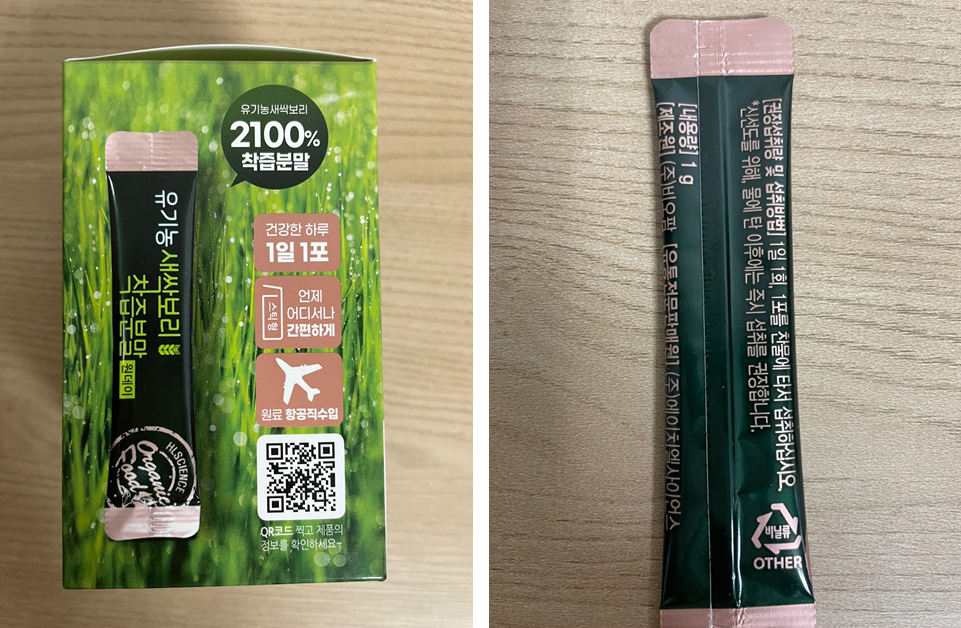 유기농새싹보리
2100%
착즙분말
유기농 새싹보리
착즙분말 원데이
HLSCIENCE
Organic
Good
건강한 하루
1일 1포
스틱형
언제
어디서나
간편하게
원료 항공직수입
QR코드 찍고 제품의
정보를 확인하세요~
[권장섭취량 및 섭취방법] 1일 1회, 1포를 찬물에 타서 섭취하십시오.
*신선도를 위해, 물에 탄 이후에는 즉시 섭취를 권장합니다.
[내용량] 1 g
[제조원] (주)비오팜 [유통전문판매원] (주)에이치엘사이언스
비닐류
OTHER